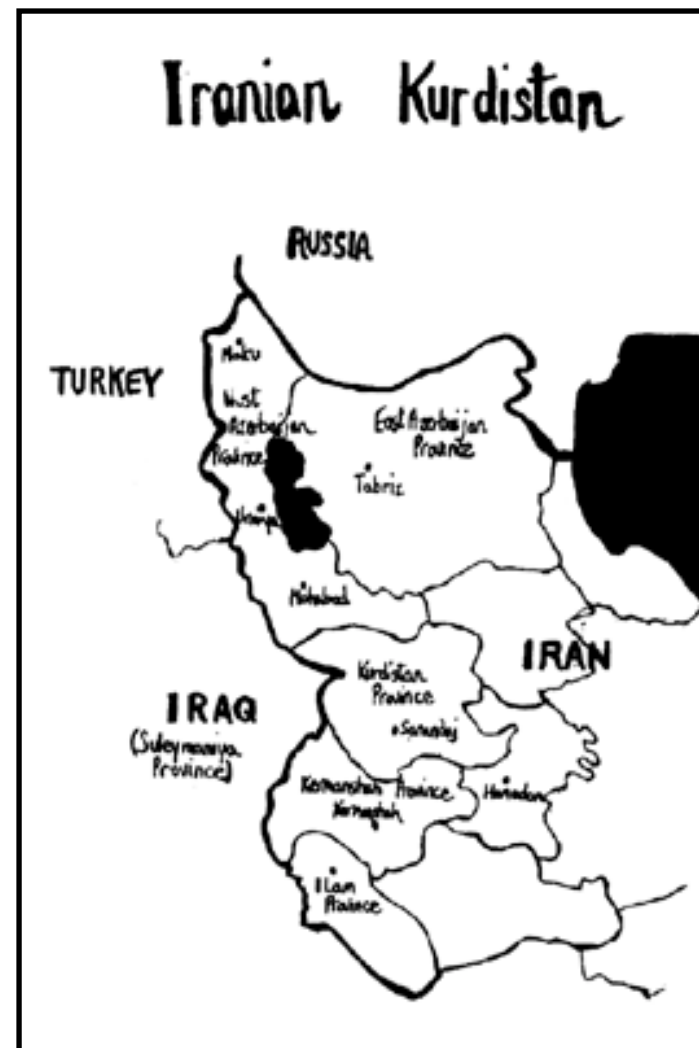 Iranian Kurdistan
RUSSIA
TURKEY
Maku
West
Azerbaijan
Province
East Azerbaijan
Province
Tabriz
Urmiya
Mahabad
IRAN
Kurdistan
Province
Sanandaj
IRAQ
(Suleymaniya
Province)
Kermanshah Province
Kermanshah
Hamadan
ILam
Province